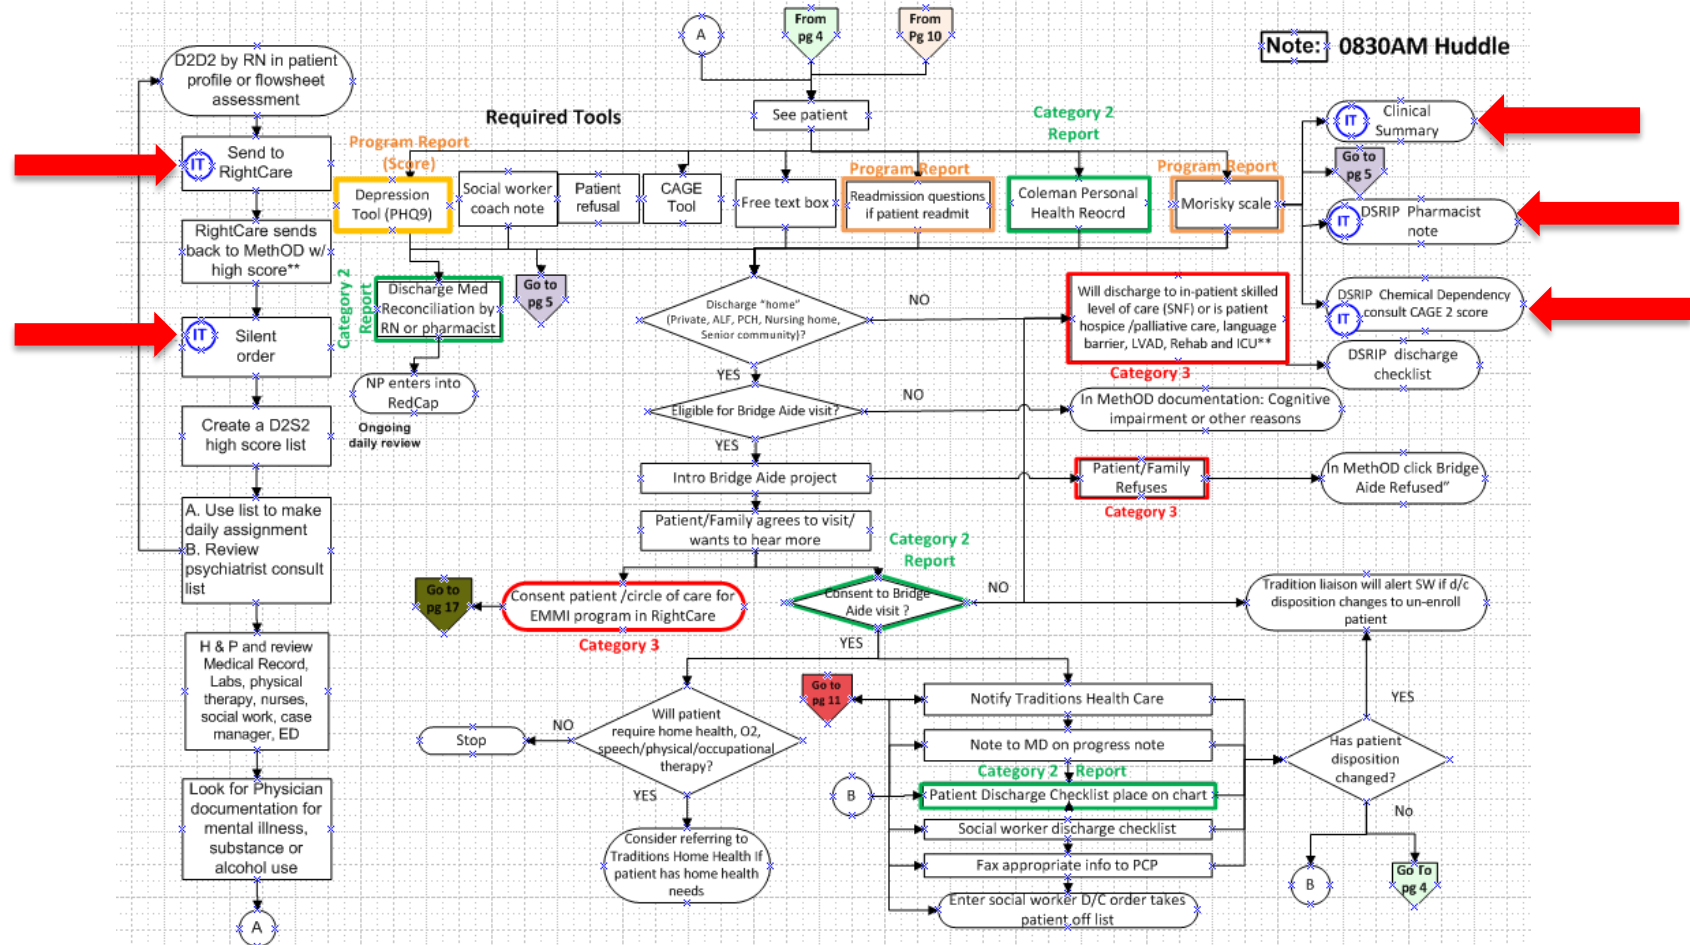 A
From
pg 4
From
Pg 10
Note: 0830AM Huddle
D2D2 by RN in patient
profile or flowsheet
assessment
IT
Send to
RightCare
RightCare sends
back to MethOD w/
high score**
IT
Silent
order
Create a D2S2
high score list
A. Use list to make
daily assignment
B. Review
psychiatrist consult
list
H & P and review
Medical Record,
Labs, physical
therapy, nurses,
social work, case
manager, ED
Look for Physician
documentation for
mental illness,
substance or
alcohol use
A
See patient
Required Tools
Program Report
(Score)
Depression
Tool (PHQ9)
Social worker
coach note
Patient
refusal
CAGE
Tool
Free text box
Program Report
Readmission questions
if patient readmit
Category 2
Report
Coleman Personal
Health Reocrd
Program Report
Morisky scale
IT
Clinical
Summary
Go to
pg 5
IT
DSRIP Pharmacist
note
DSRIP Chemical Dependency
consult CAGE 2 score
IT
DSRIP discharge
checklist
Category 2
Report
Discharge Med
Reconciliation by
RN or pharmacist
Go to
pg 5
NP enters into
RedCap
Ongoing
daily review
Discharge "home"
(Private, ALF, PCH, Nursing home,
Senior community)?
NO
YES
Will discharge to in-patient skilled
level of care (SNF) or is patient
hospice /palliative care, language
barrier, LVAD, Rehab and ICU**
Category 3
Eligible for Bridge Aide visit?
NO
YES
In MethOD documentation: Cognitive
impairment or other reasons
Intro Bridge Aide project
Patient/Family
Refuses
Category 3
In MethOD click Bridge
Aide Refused”
Patient/Family agrees to visit/
wants to hear more
Category 2
Report
Go to
pg 17
Consent patient /circle of care for
EMMI program in RightCare
Category 3
Consent to Bridge
Aide visit ?
NO
YES
Tradition liaison will alert SW if d/c
disposition changes to un-enroll
patient
Will patient
require home health, O2,
speech/physical/occupational
therapy?
NO
Stop
YES
Consider referring to
Traditions Home Health If
patient has home health
needs
Go to
pg 11
Notify Traditions Health Care
Note to MD on progress note
Category 2 Report
B
Patient Discharge Checklist place on chart
Social worker discharge checklist
Fax appropriate info to PCP
Enter social worker D/C order takes
patient off list
YES
Has patient
disposition
changed?
No
B
Go To
pg 4